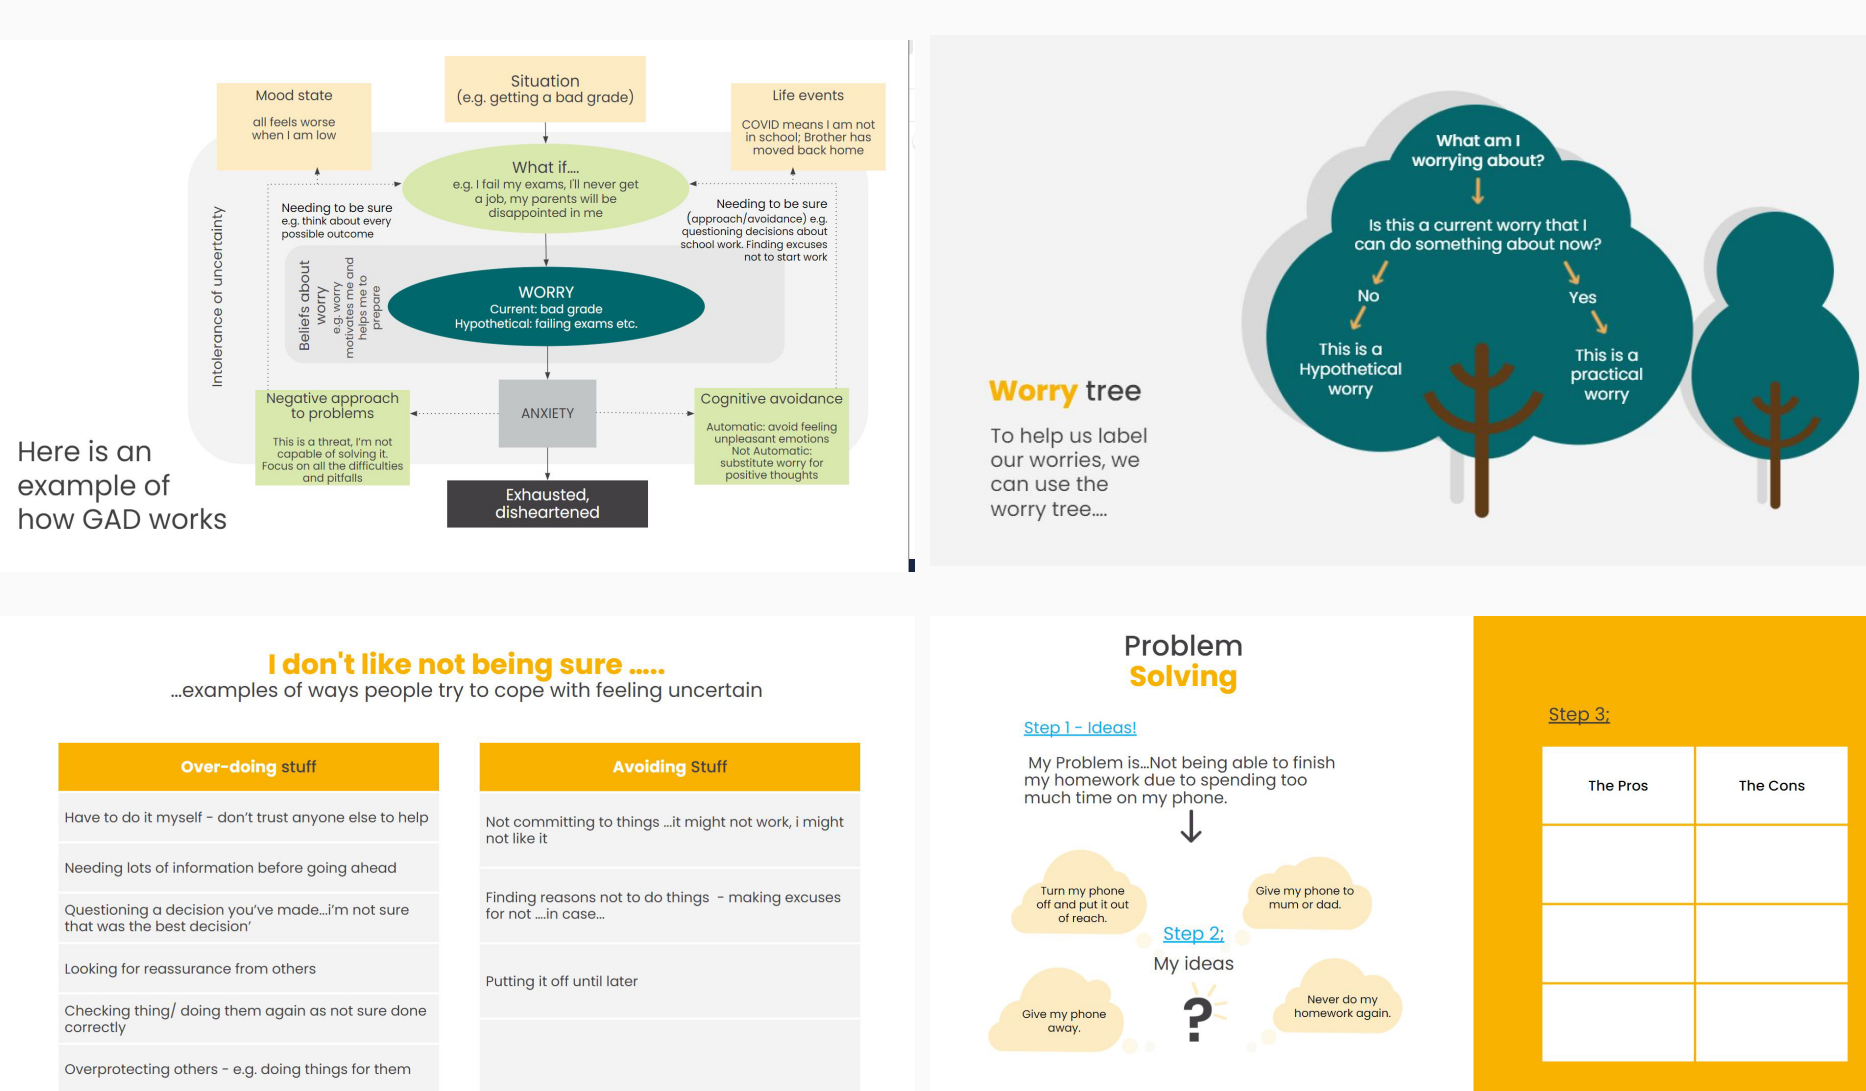 Situation
(e.g. getting a bad grade)
Mood state
all feels worse
when I am low
Life events
COVID means I am not
in school; Brother has
moved back home
What if....
e.g. I fail my exams, I'll never get
a job, my parents will be
disappointed in me
Needing to be sure
e.g. think about every
possible outcome
Needing to be sure
(approach/avoidance) e.g.
questioning decisions about
school work. Finding excuses
not to start work
Intolerance of uncertainty
Beliefs about
worry
e.g. worry
motivates me and
helps me to
prepare
WORRY
Current: bad grade
Hypothetical: failing exams etc.
Negative approach
to problems
This is a threat, I'm not
capable of solving it.
Focus on all the difficulties
and pitfalls
ANXIETY
Cognitive avoidance
Automatic: avoid feeling
unpleasant emotions
Not Automatic:
substitute worry for
positive thoughts
Exhausted,
disheartened
Here is an
example of
how GAD works
What am I
worrying about?
Is this a current worry that I
can do something about now?
No
Yes
This is a
Hypothetical
worry
This is a
practical
worry
Worry tree
To help us label
our worries, we
can use the
worry tree....
I don't like not being sure .....
...examples of ways people try to cope with feeling uncertain
Over-doing stuff
Have to do it myself - don't trust anyone else to help
Needing lots of information before going ahead
Questioning a decision you've made...i'm not sure
that was the best decision'
Looking for reassurance from others
Checking thing/ doing them again as not sure done
correctly
Overprotecting others - e.g. doing things for them
Avoiding Stuff
Not committing to things ...it might not work, i might
not like it
Finding reasons not to do things - making excuses
for not ....in case...
Putting it off until later
Problem
Solving
Step 1 - Ideas!
My Problem is...Not being able to finish
my homework due to spending too
much time on my phone.
Turn my phone
off and put it out
of reach.
Give my phone to
mum or dad.
Step 2;
My ideas
?
Give my phone
away.
Never do my
homework again.
Step 3;
The Pros
The Cons